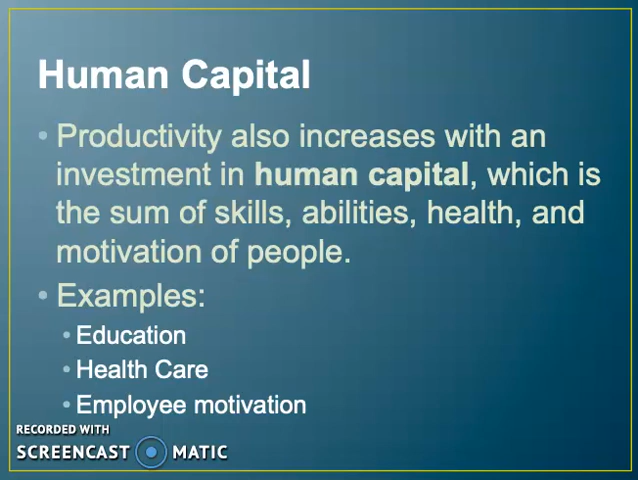 Human Capital
• Productivity also increases with an
investment in human capital, which is
the sum of skills, abilities, health, and
motivation of people.
• Examples:
• Education
• Health Care
• Employee motivation
RECORDED WITH
SCREENCAST MATIC